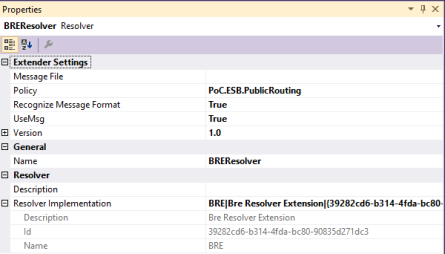 Properties
BREResolver Resolver
Extender Settings
Message File
Policy PoC.ESB.PublicRouting
Recognize Message Format True
UseMsg True
Version 1.0
General
Name BREResolver
Resolver
Description
Resolver Implementation BRE|Bre Resolver Extension|(39282cd6-b314-4fda-bc80-
Description Bre Resolver Extension
Id 39282cd6-b314-4fda-bc80-90835d271dc3
Name BRE